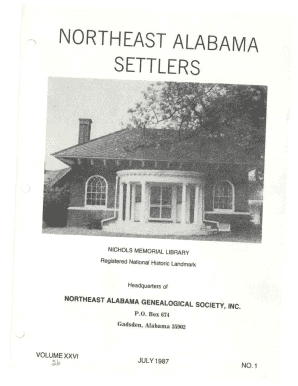 NORTHEAST ALABAMA
SETTLERS
NICHOLS MEMORIAL LIBRARY
Registered National Historic Landmark
Headquarters of
NORTHEAST ALABAMA GENEALOGICAL SOCIETY, INC.
P.O. Box 674
Gadsden, Alabama 35902
VOLUME XXVI
JULY 1987
NO. 1